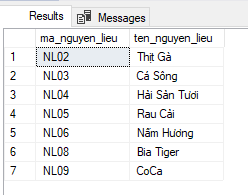 Results Messages
ma_nguyen_lieu ten_nguyen_lieu
1 NL02 Thịt Gà
2 NL03 Cá Sông
3 NL04 Hải Sản Tươi
4 NL05 Rau Cải
5 NL06 Nấm Hương
6 NL08 Bia Tiger
7 NL09 CoCa